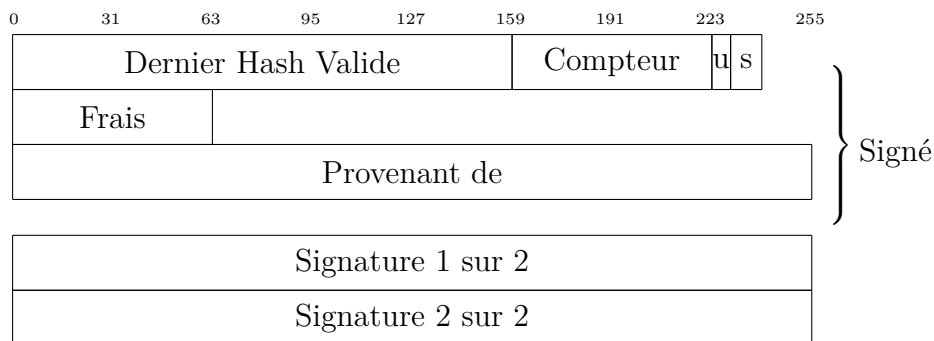 0 31 63 95 127 159 191 223 255
Dernier Hash Valide Compteur u s
Frais
Signé
Provenant de
Signature 1 sur 2
Signature 2 sur 2